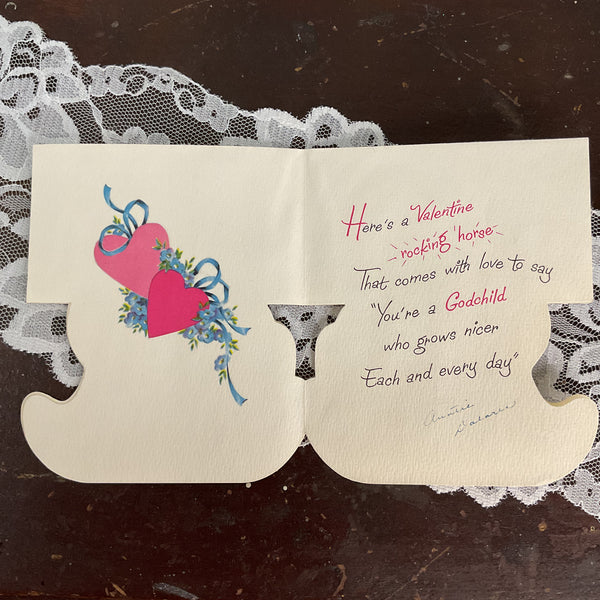 Here's a Valentine
rocking horse
That comes with love to say
"You're a Godchild
who grows nicer
Each and every day"
Auntie